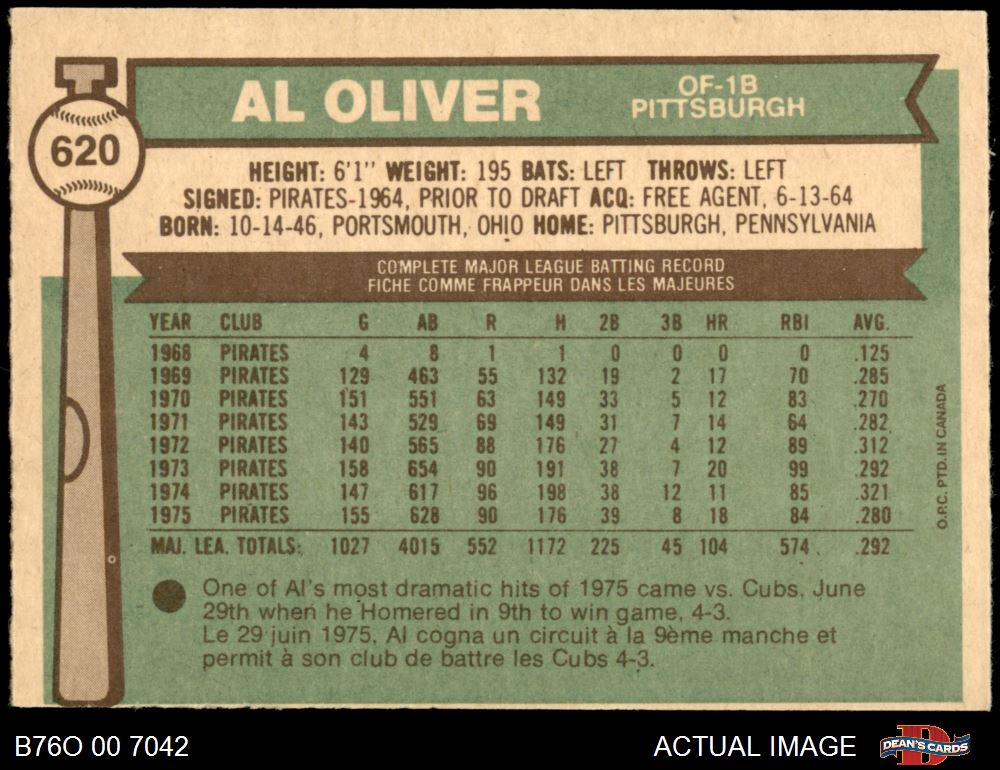 AL OLIVER
OF-1B
PITTSBURGH
620
HEIGHT: 6'1" WEIGHT: 195 BATS: LEFT THROWS: LEFT
SIGNED: PIRATES-1964, PRIOR TO DRAFT ACQ: FREE AGENT, 6-13-64
BORN: 10-14-46, PORTSMOUTH, OHIO HOME: PITTSBURGH, PENNSYLVANIA
COMPLETE MAJOR LEAGUE BATTING RECORD
FICHE COMME FRAPPEUR DANS LES MAJEURES
YEAR CLUB G AB R H 2B 3B HR RBI AVG.
1968 PIRATES 4 8 1 1 0 0 0 0 .125
1969 PIRATES 129 463 55 132 19 2 17 70 .285
1970 PIRATES 151 551 63 149 33 5 12 83 .270
1971 PIRATES 143 529 69 149 31 7 14 64 .282
1972 PIRATES 140 565 88 176 27 4 12 89 .312
1973 PIRATES 158 654 90 191 38 7 20 99 .292
1974 PIRATES 147 617 96 198 38 12 11 85 .321
1975 PIRATES 155 628 90 176 39 8 18 84 .280
MAJ. LEA. TOTALS: 1027 4015 552 1172 225 45 104 574 .292
O.P.C. PTD. IN CANADA
One of Al's most dramatic hits of 1975 came vs. Cubs, June
29th when he Homered in 9th to win game, 4-3.
Le 29 juin 1975, Al cogna un circuit à la 9ème manche et
permit à son club de battre les Cubs 4-3.
B76O 00 7042
ACTUAL IMAGE
D
DEAN'S CARDS